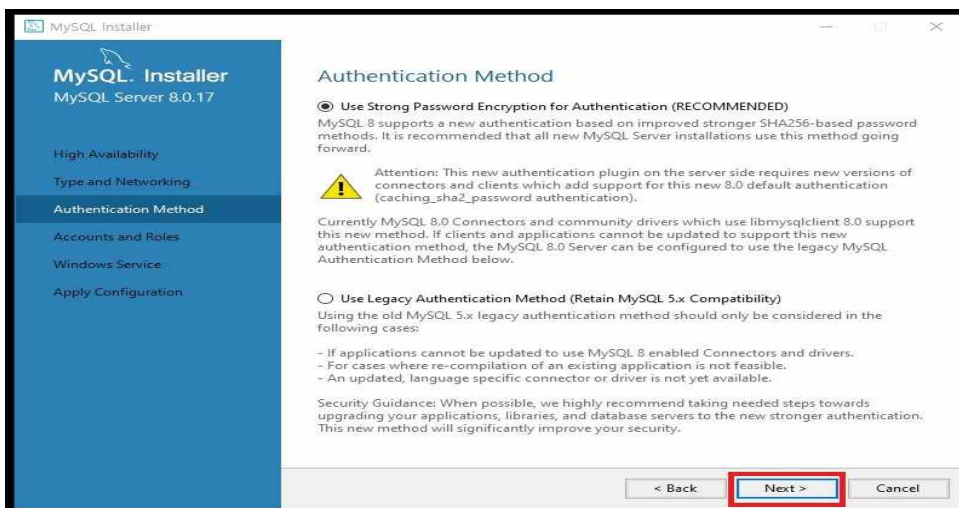 MySQL Installer
MySQL. Installer
MySQL Server 8.0.17
High Availability
Type and Networking
Authentication Method
Accounts and Roles
Windows Service
Apply Configuration
Authentication Method
Use Strong Password Encryption for Authentication (RECOMMENDED)
MySQL 8 supports a new authentication based on improved stronger SHA256-based password
methods. It is recommended that all new MySQL Server installations use this method going
forward.
Attention: This new authentication plugin on the server side requires new versions of
connectors and clients which add support for this new 8.0 default authentication
(caching_sha2_password authentication).
Currently MySQL 8.0 Connectors and community drivers which use libmysqlclient 8.0 support
this new method. If clients and applications cannot be updated to support this new
authentication method, the MySQL 8.0 Server can be configured to use the legacy MySQL
Authentication Method below.
Use Legacy Authentication Method (Retain MySQL 5.x Compatibility)
Using the old MySQL 5.x legacy authentication method should only be considered in the
following cases:
- If applications cannot be updated to use MySQL 8 enabled Connectors and drivers.
- For cases where re-compilation of an existing application is not feasible.
- An updated, language specific connector or driver is not yet available.
Security Guidance: When possible, we highly recommend taking needed steps towards
upgrading your applications, libraries, and database servers to the new stronger authentication.
This new method will significantly improve your security.
< Back
Next >
Cancel